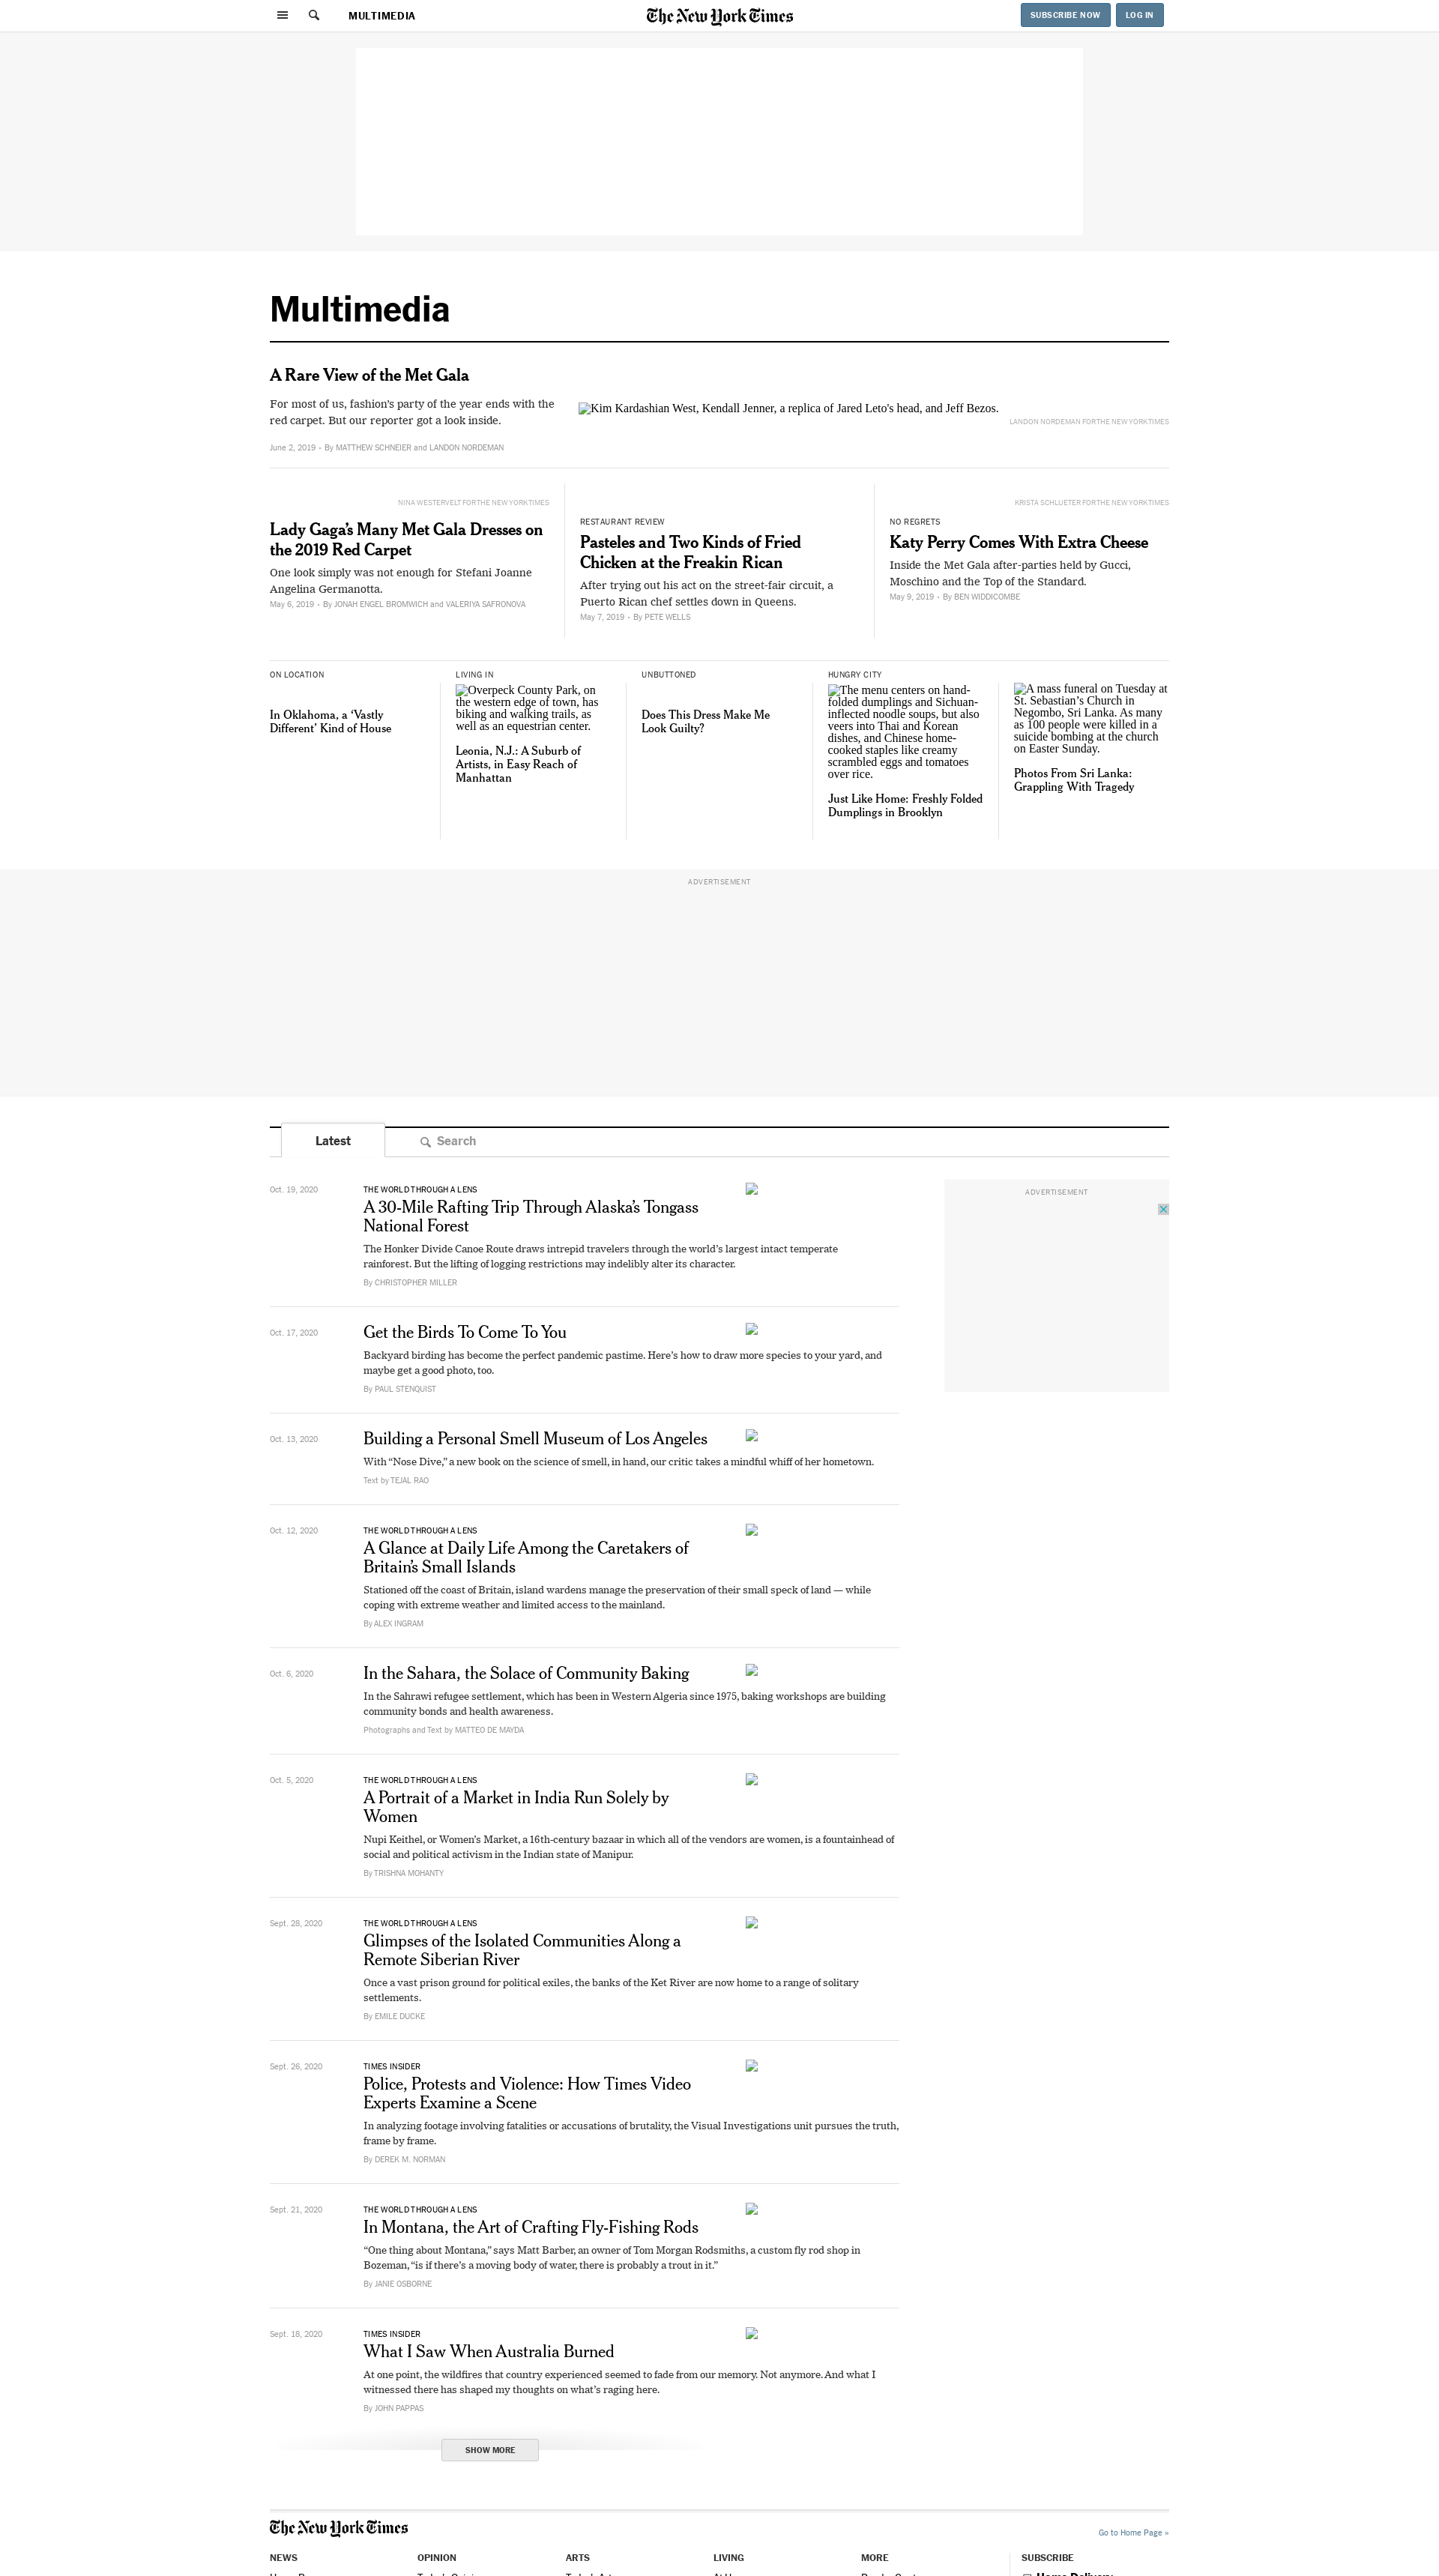 MULTIMEDIA
The New York Times
SUBSCRIBE NOW
LOG IN
Multimedia
A Rare View of the Met Gala
For most of us, fashion's party of the year ends with the
red carpet. But our reporter got a look inside.
June 2, 2019 • By MATTHEW SCHNEIER and LANDON NORDEMAN
Kim Kardashian West, Kendall Jenner, a replica of Jared Leto's head, and Jeff Bezos.
LANDON NORDEMAN FOR THE NEW YORK TIMES
NINA WESTERVELT FOR THE NEW YORK TIMES
Lady Gaga's Many Met Gala Dresses on
the 2019 Red Carpet
One look simply was not enough for Stefani Joanne
Angelina Germanotta.
May 6, 2019 • By JONAH ENGEL BROMWICH and VALERIYA SAFRONOVA
RESTAURANT REVIEW
Pasteles and Two Kinds of Fried
Chicken at the Freakin Rican
After trying out his act on the street-fair circuit, a
Puerto Rican chef settles down in Queens.
May 7, 2019 • By PETE WELLS
KRISTA SCHLUETER FOR THE NEW YORK TIMES
NO REGRETS
Katy Perry Comes With Extra Cheese
Inside the Met Gala after-parties held by Gucci,
Moschino and the Top of the Standard.
May 9, 2019 • By BEN WIDDICOMBE
ON LOCATION
In Oklahoma, a ‘Vastly
Different’ Kind of House
LIVING IN
Overpeck County Park, on
the western edge of town, has
biking and walking trails, as
well as an equestrian center.
Leonia, N.J.: A Suburb of
Artists, in Easy Reach of
Manhattan
UNBUTTONED
Does This Dress Make Me
Look Guilty?
HUNGRY CITY
The menu centers on hand-
folded dumplings and Sichuan-
inflected noodle soups, but also
veers into Thai and Korean
dishes, and Chinese home-
cooked staples like creamy
scrambled eggs and tomatoes
over rice.
Just Like Home: Freshly Folded
Dumplings in Brooklyn
A mass funeral on Tuesday at
St. Sebastian's Church in
Negombo, Sri Lanka. As many
as 100 people were killed in a
suicide bombing at the church
on Easter Sunday.
Photos From Sri Lanka:
Grappling With Tragedy
ADVERTISEMENT
Latest
Search
ADVERTISEMENT
Oct. 19, 2020
THE WORLD THROUGH A LENS
A 30-Mile Rafting Trip Through Alaska's Tongass
National Forest
The Honker Divide Canoe Route draws intrepid travelers through the world's largest intact temperate
rainforest. But the lifting of logging restrictions may indelibly alter its character.
By CHRISTOPHER MILLER
Oct. 17, 2020
Get the Birds To Come To You
Backyard birding has become the perfect pandemic pastime. Here's how to draw more species to your yard, and
maybe get a good photo, too.
By PAUL STENQUIST
Oct. 13, 2020
Building a Personal Smell Museum of Los Angeles
With “Nose Dive,” a new book on the science of smell, in hand, our critic takes a mindful whiff of her hometown.
Text by TEJAL RAO
Oct. 12, 2020
THE WORLD THROUGH A LENS
A Glance at Daily Life Among the Caretakers of
Britain's Small Islands
Stationed off the coast of Britain, island wardens manage the preservation of their small speck of land — while
coping with extreme weather and limited access to the mainland.
By ALEX INGRAM
Oct. 6, 2020
In the Sahara, the Solace of Community Baking
In the Sahrawi refugee settlement, which has been in Western Algeria since 1975, baking workshops are building
community bonds and health awareness.
Photographs and Text by MATTEO DE MAYDA
Oct. 5, 2020
THE WORLD THROUGH A LENS
A Portrait of a Market in India Run Solely by
Women
Nupi Keithel, or Women's Market, a 16th-century bazaar in which all of the vendors are women, is a fountainhead of
social and political activism in the Indian state of Manipur.
By TRISHNA MOHANTY
Sept. 28, 2020
THE WORLD THROUGH A LENS
Glimpses of the Isolated Communities Along a
Remote Siberian River
Once a vast prison ground for political exiles, the banks of the Ket River are now home to a range of solitary
settlements.
By EMILE DUCKE
Sept. 26, 2020
TIMES INSIDER
Police, Protests and Violence: How Times Video
Experts Examine a Scene
In analyzing footage involving fatalities or accusations of brutality, the Visual Investigations unit pursues the truth,
frame by frame.
By DEREK M. NORMAN
Sept. 21, 2020
THE WORLD THROUGH A LENS
In Montana, the Art of Crafting Fly-Fishing Rods
“One thing about Montana,” says Matt Barber, an owner of Tom Morgan Rodsmiths, a custom fly rod shop in
Bozeman, “is if there's a moving body of water, there is probably a trout in it.”
By JANIE OSBORNE
Sept. 18, 2020
TIMES INSIDER
What I Saw When Australia Burned
At one point, the wildfires that country experienced seemed to fade from our memory. Not anymore. And what I
witnessed there has shaped my thoughts on what's raging here.
By JOHN PAPPAS
SHOW MORE
The New York Times
Go to Home Page »
NEWS
OPINION
ARTS
LIVING
MORE
SUBSCRIBE